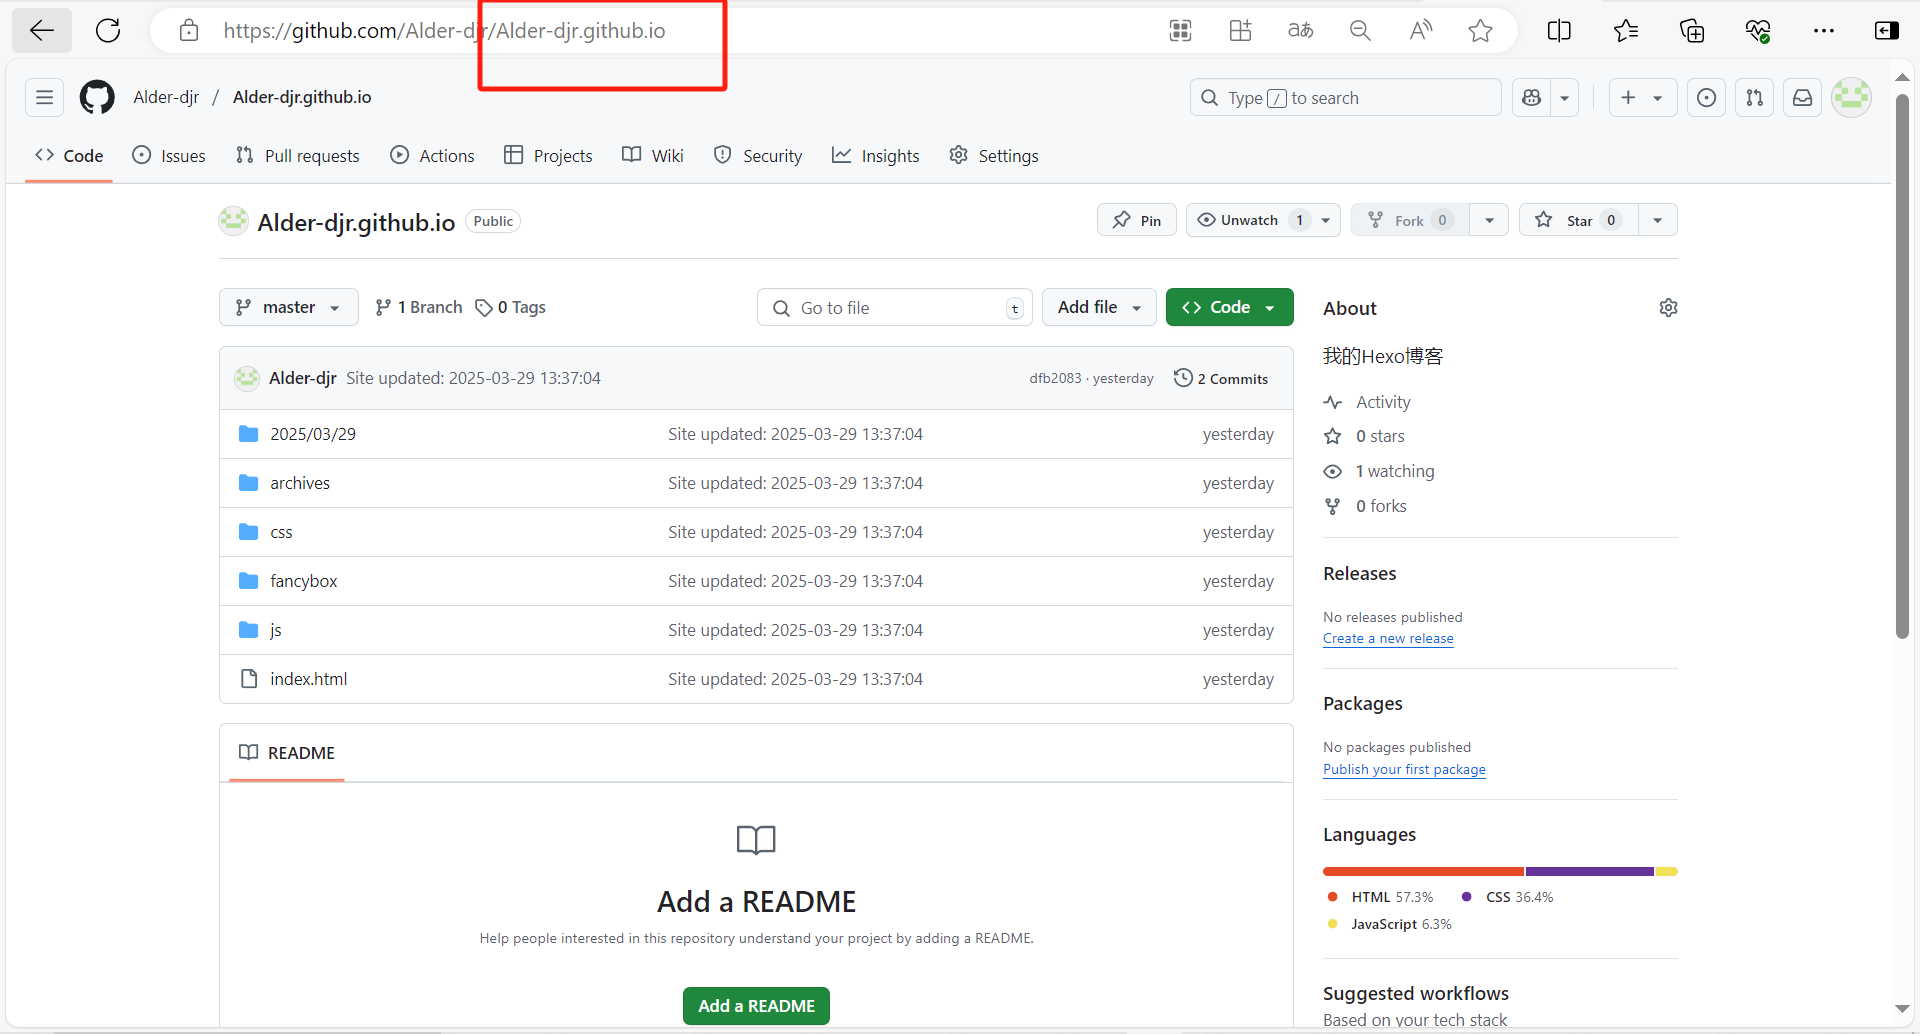 https://github.com/Alder-djr/Alder-djr.github.io
Alder-djr / Alder-djr.github.io
Type / to search
Code
Issues
Pull requests
Actions
Projects
Wiki
Security
Insights
Settings
Alder-djr.github.io Public
Pin
Unwatch 1
Fork 0
Star 0
master
1 Branch
0 Tags
Go to file t
Add file
Code
Alder-djr Site updated: 2025-03-29 13:37:04 dfb2083 · yesterday 2 Commits
2025/03/29 Site updated: 2025-03-29 13:37:04 yesterday
archives Site updated: 2025-03-29 13:37:04 yesterday
css Site updated: 2025-03-29 13:37:04 yesterday
fancybox Site updated: 2025-03-29 13:37:04 yesterday
js Site updated: 2025-03-29 13:37:04 yesterday
index.html Site updated: 2025-03-29 13:37:04 yesterday
README
Add a README
Help people interested in this repository understand your project by adding a README.
Add a README
About
我的Hexo博客
Activity
0 stars
1 watching
0 forks
Releases
No releases published
Create a new release
Packages
No packages published
Publish your first package
Languages
HTML 57.3% CSS 36.4%
JavaScript 6.3%
Suggested workflows
Based on your tech stack